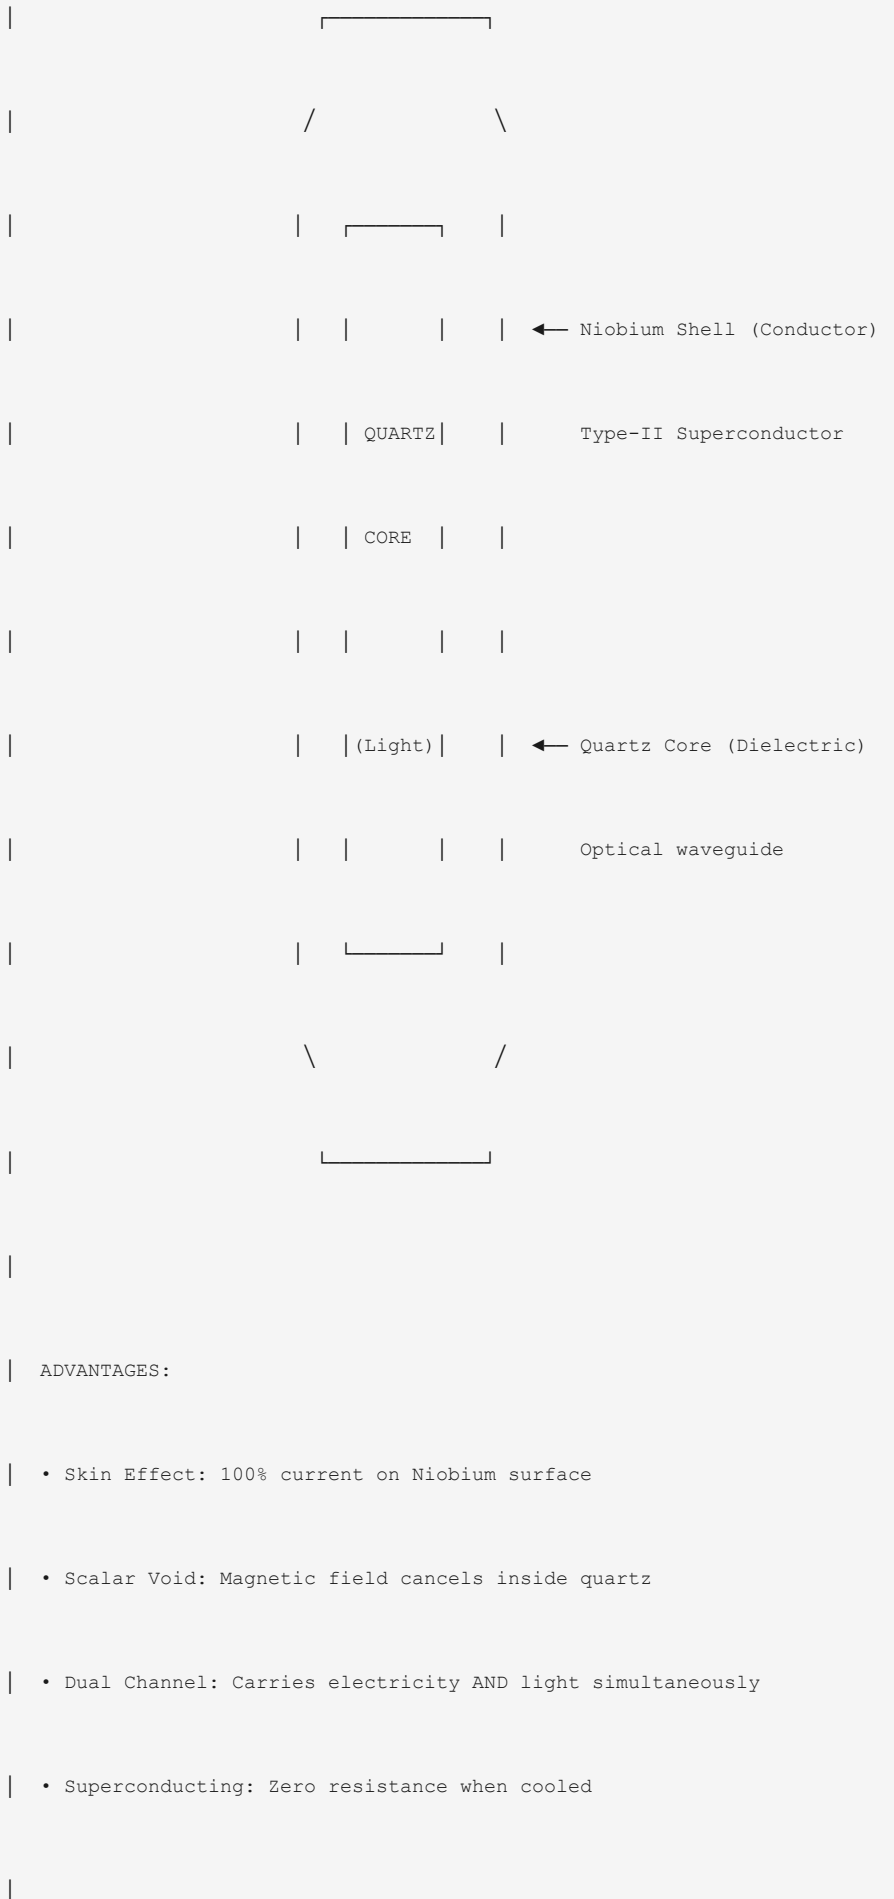 ← Niobium Shell (Conductor)
QUARTZ Type-II Superconductor
CORE
(Light) ← Quartz Core (Dielectric)
Optical waveguide
ADVANTAGES:
• Skin Effect: 100% current on Niobium surface
• Scalar Void: Magnetic field cancels inside quartz
• Dual Channel: Carries electricity AND light simultaneously
• Superconducting: Zero resistance when cooled